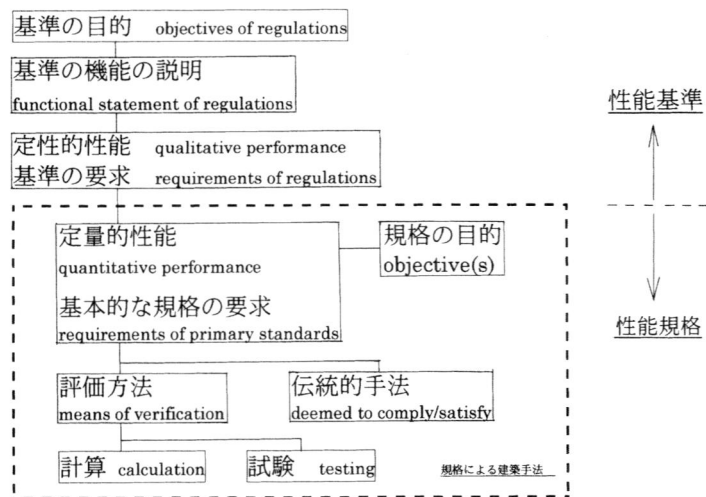 基準の目的 objectives of regulations
基準の機能の説明
functional statement of regulations
性能基準
定性的性能 qualitative performance
基準の要求 requirements of regulations
定量的性能
quantitative performance
規格の目的
objective(s)
基本的な規格の要求
requirements of primary standards
性能規格
評価方法
means of verification
伝統的手法
deemed to comply/satisfy
計算 calculation
試験 testing
規格による建築手法